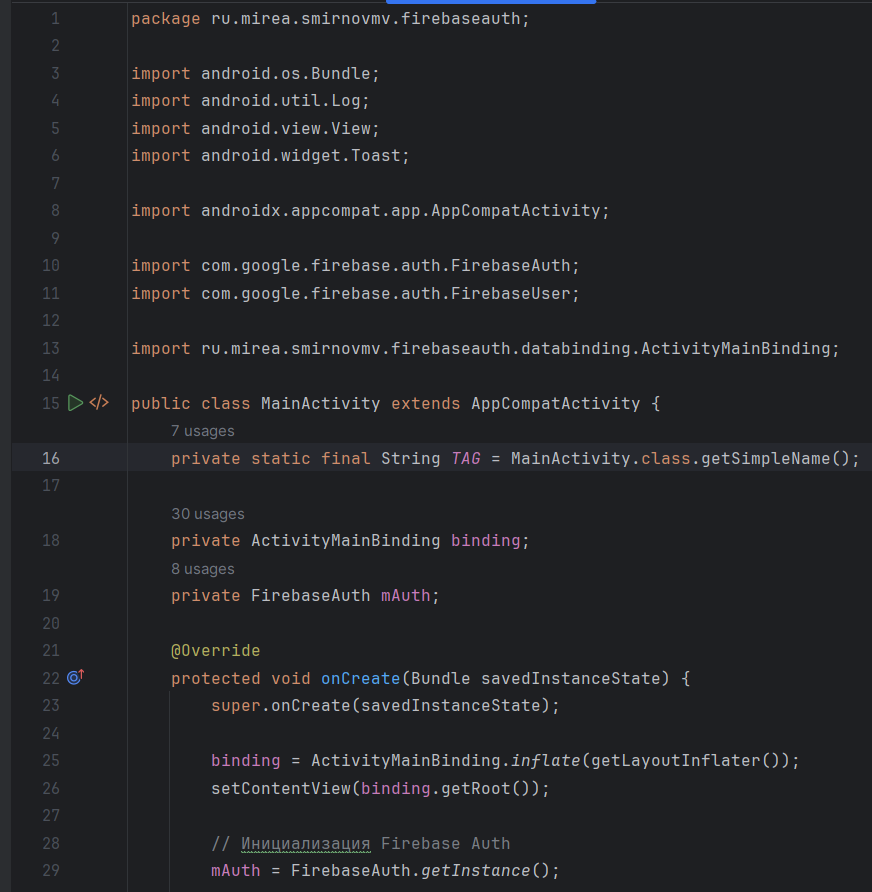 1 package ru.mirea.smirnovmv.firebaseauth;
2
3 import android.os.Bundle;
4 import android.util.Log;
5 import android.view.View;
6 import android.widget.Toast;
7
8 import androidx.appcompat.app.AppCompatActivity;
9
10 import com.google.firebase.auth.FirebaseAuth;
11 import com.google.firebase.auth.FirebaseUser;
12
13 import ru.mirea.smirnovmv.firebaseauth.databinding.ActivityMainBinding;
14
15 </> public class MainActivity extends AppCompatActivity {
7 usages
16 private static final String TAG = MainActivity.class.getSimpleName();
17
30 usages
18 private ActivityMainBinding binding;
8 usages
19 private FirebaseAuth mAuth;
20
21 @Override
22 protected void onCreate(Bundle savedInstanceState) {
23 super.onCreate(savedInstanceState);
24
25 binding = ActivityMainBinding.inflate(getLayoutInflater());
26 setContentView(binding.getRoot());
27
28 // Инициализация Firebase Auth
29 mAuth = FirebaseAuth.getInstance();